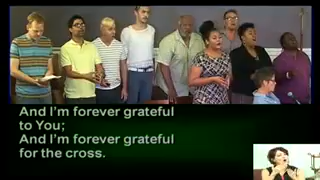 And I'm forever grateful
to You;
And I'm forever grateful
for the cross.